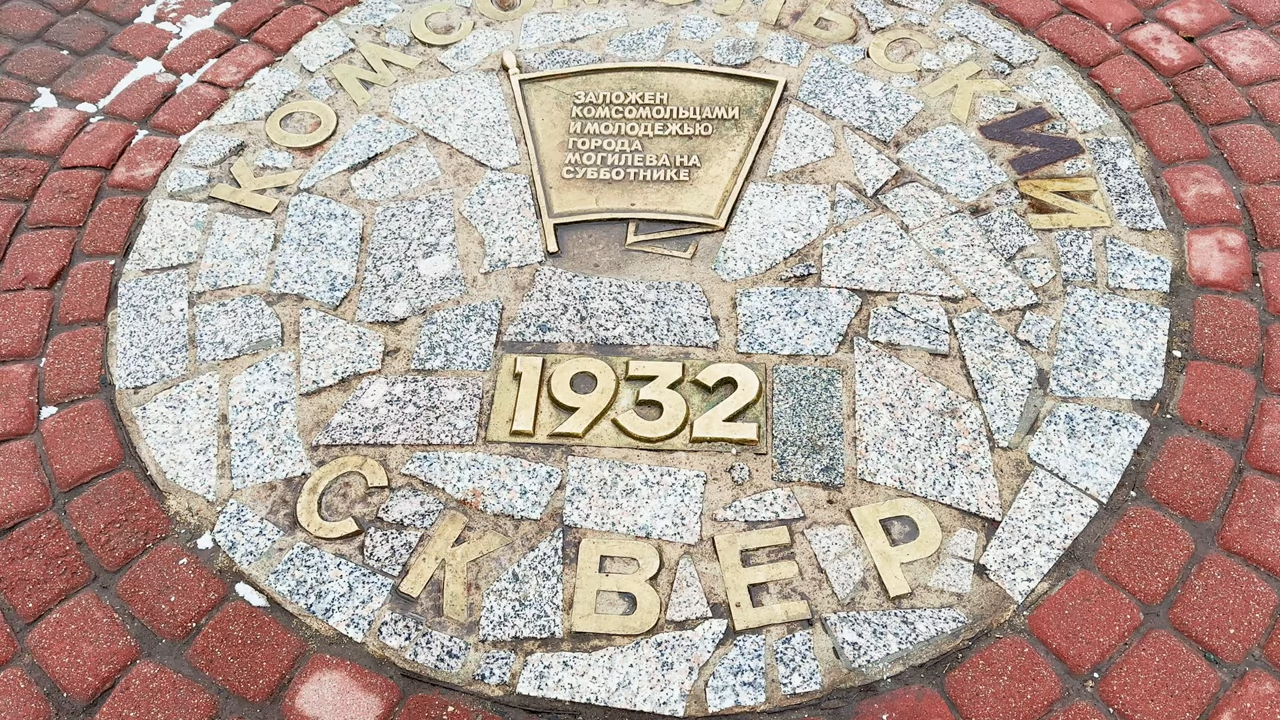 КОМСОМОЛЬСКИЙ
ЗАЛОЖЕН
КОМСОМОЛЬЦАМИ
И МОЛОДЕЖЬЮ
ГОРОДА
МОГИЛЕВА НА
СУББОТНИКЕ
1932
СКВЕР